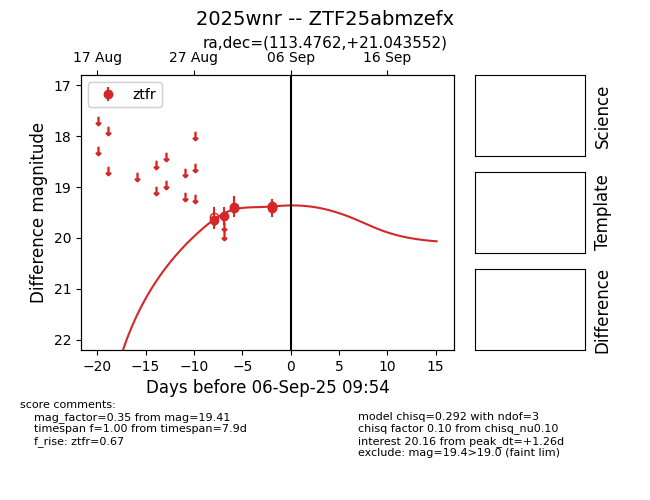 2025wnr -- ZTF25abmzefx
ra,dec=(113.4762,+21.043552)
17 Aug 27 Aug 06 Sep 16 Sep
ztfr
17
18
19
20
21
22
Difference magnitude
−20 −15 −10 −5 0 5 10 15
Days before 06-Sep-25 09:54
Science
Template
Difference
score comments:
mag_factor=0.35 from mag=19.41
timespan f=1.00 from timespan=7.9d
f_rise: ztfr=0.67
model chisq=0.292 with ndof=3
chisq factor 0.10 from chisq_nu0.10
interest 20.16 from peak_dt=+1.26d
exclude: mag=19.4>19.0 (faint lim)